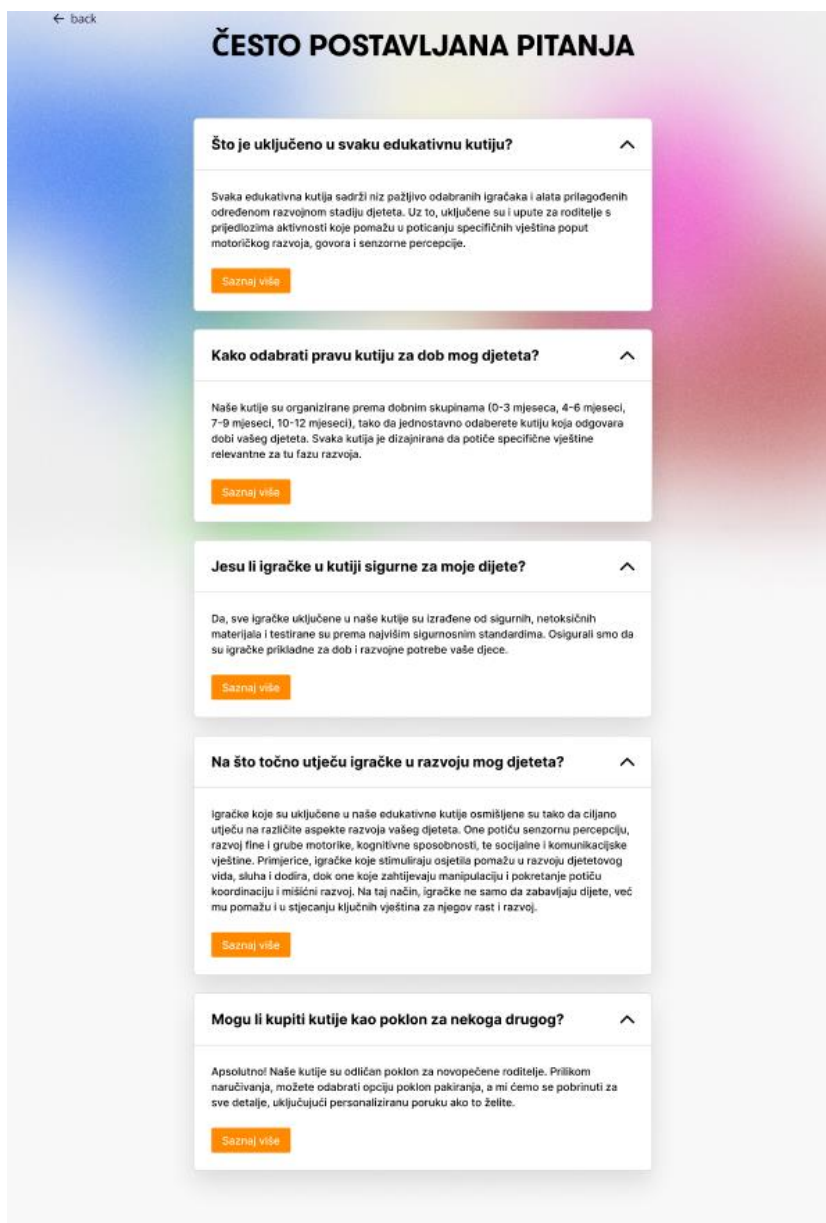 ← back
ČESTO POSTAVLJANA PITANJA
Što je uključeno u svaku edukativnu kutiju?
Svaka edukativna kutija sadrži niz pažljivo odabranih igračaka i alata prilagođenih
određenom razvojnom stadiju djeteta. Uz to, uključene su i upute za roditelje s
prijedlozima aktivnosti koje pomažu u poticanju specifičnih vještina poput
motoričkog razvoja, govora i senzorne percepcije.
Saznaj više
Kako odabrati pravu kutiju za dob mog djeteta?
Naše kutije su organizirane prema dobnim skupinama (0-3 mjeseca, 4-6 mjeseci,
7-9 mjeseci, 10-12 mjeseci), tako da jednostavno odaberete kutiju koja odgovara
dobi vašeg djeteta. Svaka kutija je dizajnirana da potiče specifične vještine
relevantne za tu fazu razvoja.
Saznaj više
Jesu li igračke u kutiji sigurne za moje dijete?
Da, sve igračke uključene u naše kutije su izrađene od sigurnih, netoksičnih
materijala i testirane su prema najvišim sigurnosnim standardima. Osigurali smo da
su igračke prikladne za dob i razvojne potrebe vaše djece.
Saznaj više
Na što točno utječu igračke u razvoju mog djeteta?
Igračke koje su uključene u naše edukativne kutije osmišljene su tako da ciljano
utječu na različite aspekte razvoja vašeg djeteta. One potiču senzornu percepciju,
razvoj fine i grube motorike, kognitivne sposobnosti, te socijalne i komunikacijske
vještine. Primjerice, igračke koje stimuliraju osjetila pomažu u razvoju djetetovog
vida, sluha i dodira, dok one koje zahtijevaju manipulaciju i pokretanje potiču
koordinaciju i mišićni razvoj. Na taj način, igračke ne samo da zabavljaju dijete, već
mu pomažu i u stjecanju ključnih vještina za njegov rast i razvoj.
Saznaj više
Mogu li kupiti kutije kao poklon za nekoga drugog?
Apsolutno! Naše kutije su odličan poklon za novopečene roditelje. Prilikom
naručivanja, možete odabrati opciju poklon pakiranja, a mi ćemo se pobrinuti za
sve detalje, uključujući personaliziranu poruku ako to želite.
Saznaj više